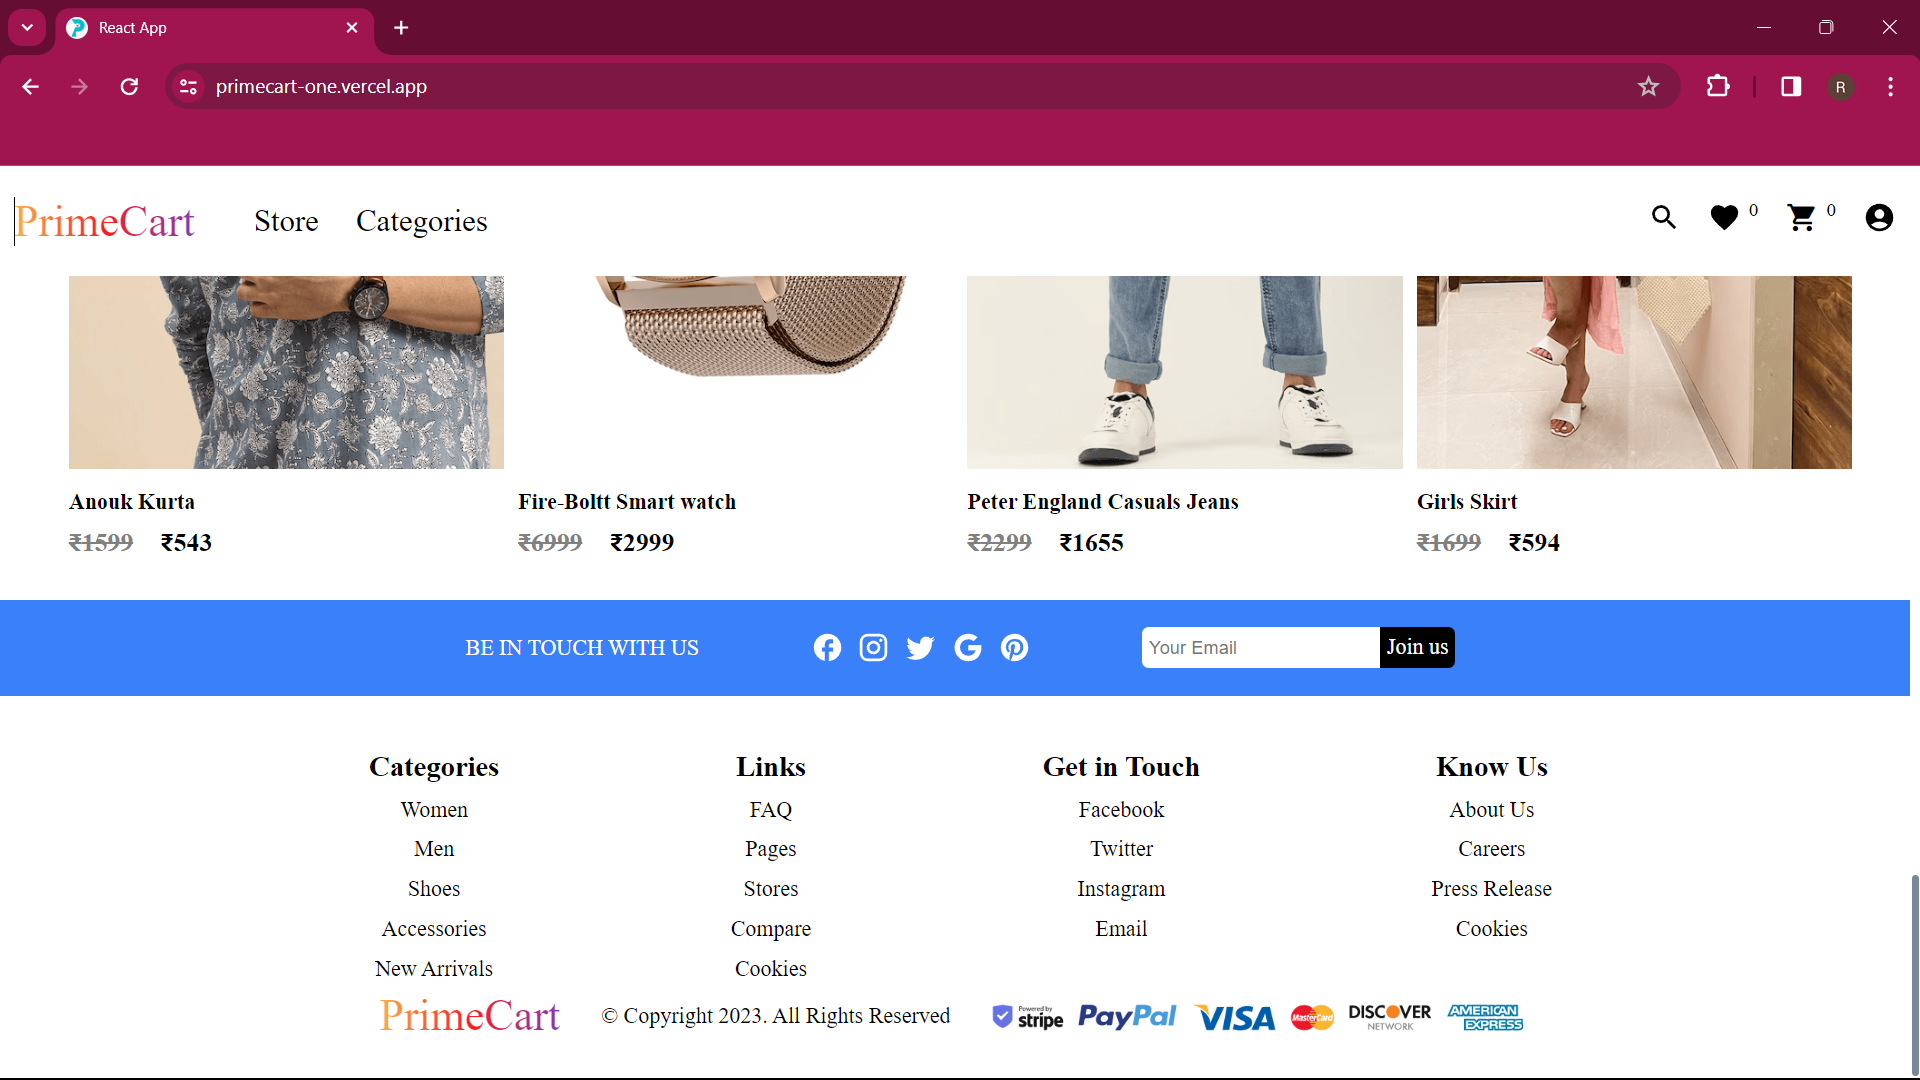 React App
primecart-one.vercel.app
R
PrimeCart Store Categories 0 0
Anouk Kurta
₹1599 ₹543
Fire-Boltt Smart watch
₹6999 ₹2999
Peter England Casuals Jeans
₹2299 ₹1655
Girls Skirt
₹1699 ₹594
BE IN TOUCH WITH US
Your Email Join us
Categories
Women
Men
Shoes
Accessories
New Arrivals
Links
FAQ
Pages
Stores
Compare
Cookies
Get in Touch
Facebook
Twitter
Instagram
Email
Know Us
About Us
Careers
Press Release
Cookies
PrimeCart
© Copyright 2023. All Rights Reserved
Powered by
stripe
PayPal
VISA
MasterCard
DISCOVER
NETWORK
AMERICAN
EXPRESS